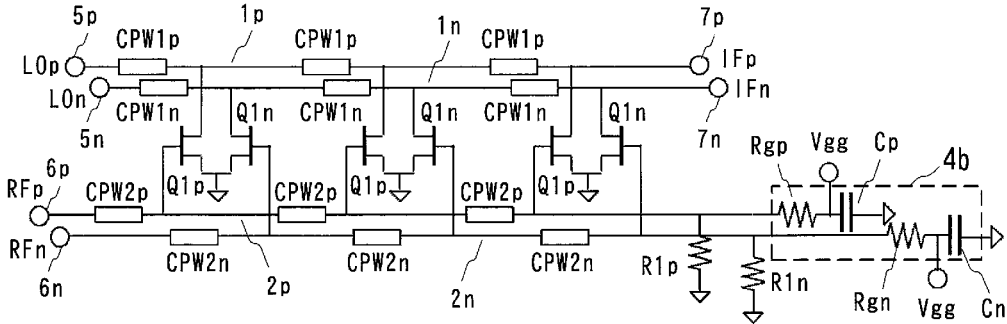 5p 1p 1n 7p
CPW1p CPW1p CPW1p
LOp IFp
LOn IFn
CPW1n CPW1n CPW1n
5n Q1n Q1n Q1n 7n
Q1p Q1p Q1p
Rgp Vgg Cp 4b
6p
RFp CPW2p CPW2p CPW2p
RFn
CPW2n CPW2n CPW2n
6n 2p 2n R1p R1n Rgn Vgg Cn